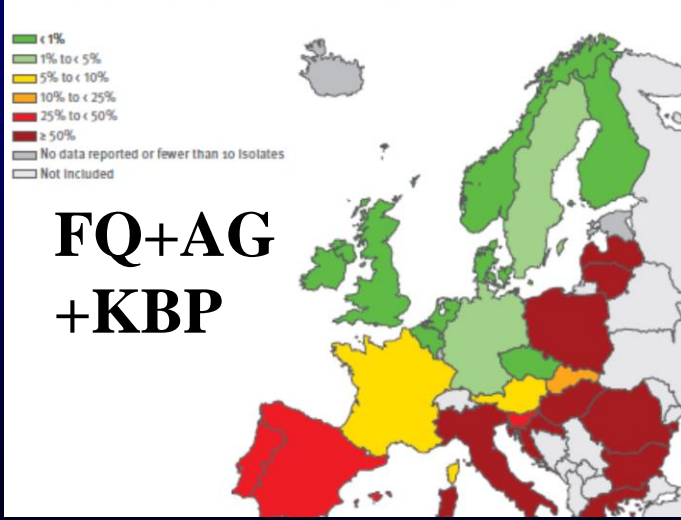 < 1%
1% to < 5%
5% to < 10%
10% to < 25%
25% to < 50%
≥ 50%
No data reported or fewer than 10 isolates
Not included
FQ+AG
+KBP